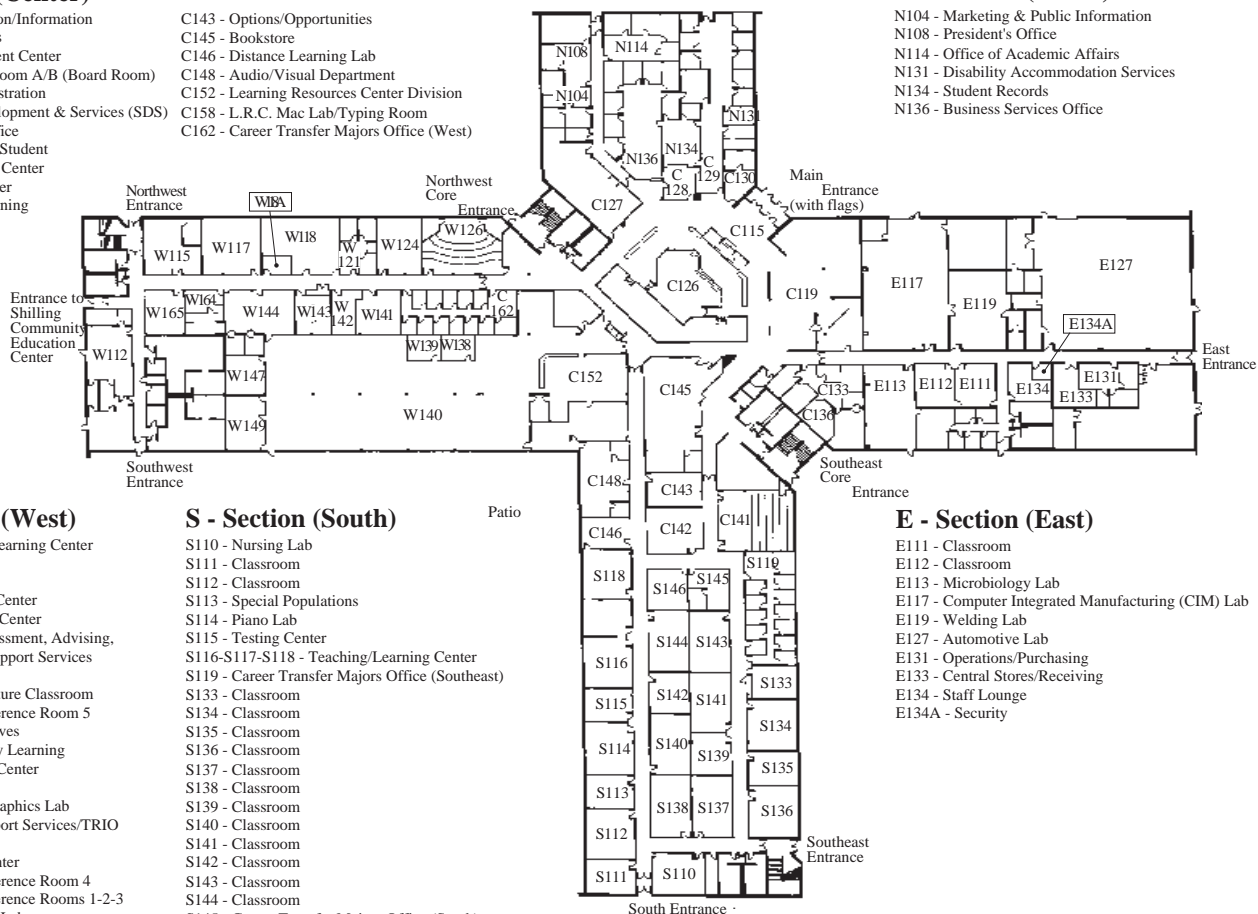 (Center)
on/Information
ent Center
oom A/B (Board Room)
stration
lopment & Services (SDS)
fice
Student
Center
er
ning
C143 - Options/Opportunities
C145 - Bookstore
C146 - Distance Learning Lab
C148 - Audio/Visual Department
C152 - Learning Resources Center Division
C158 - L.R.C. Mac Lab/Typing Room
C162 - Career Transfer Majors Office (West)
N104 - Marketing & Public Information
N108 - President's Office
N114 - Office of Academic Affairs
N131 - Disability Accommodation Services
N134 - Student Records
N136 - Business Services Office
N108
N114
N104
N131
N136
N134
C
128
C
129
C130
C127
Main
Entrance
(with flags)
Northwest
Entrance
W118A
Northwest
Core
Entrance
C115
W115
W117
W118
W
121
W124
W126
C126
C119
E117
E119
E127
E134A
Entrance to
Shilling
Community
Education
Center
W165
W164
W144
W143
W
142
W141
C
162
W139
W138
W112
W147
W149
W140
C152
C145
C133
C136
E113
E112
E111
E134
E133
E131
East
Entrance
Southwest
Entrance
Southeast
Core
Entrance
C148
C143
C146
C142
C141
Patio
S118
S146
S145
S119
S144
S143
S116
S142
S141
S133
S115
S134
S114
S140
S139
S135
S113
S138
S137
S136
S112
S111
S110
Southeast
Entrance
South Entrance
(West)
earning Center
Center
Center
ssment, Advising,
pport Services
ure Classroom
erence Room 5
ves
y Learning
Center
aphics Lab
port Services/TRIO
nter
erence Room 4
erence Rooms 1-2-3
S - Section (South)
S110 - Nursing Lab
S111 - Classroom
S112 - Classroom
S113 - Special Populations
S114 - Piano Lab
S115 - Testing Center
S116-S117-S118 - Teaching/Learning Center
S119 - Career Transfer Majors Office (Southeast)
S133 - Classroom
S134 - Classroom
S135 - Classroom
S136 - Classroom
S137 - Classroom
S138 - Classroom
S139 - Classroom
S140 - Classroom
S141 - Classroom
S142 - Classroom
S143 - Classroom
S144 - Classroom
E - Section (East)
E111 - Classroom
E112 - Classroom
E113 - Microbiology Lab
E117 - Computer Integrated Manufacturing (CIM) Lab
E119 - Welding Lab
E127 - Automotive Lab
E131 - Operations/Purchasing
E133 - Central Stores/Receiving
E134 - Staff Lounge
E134A - Security